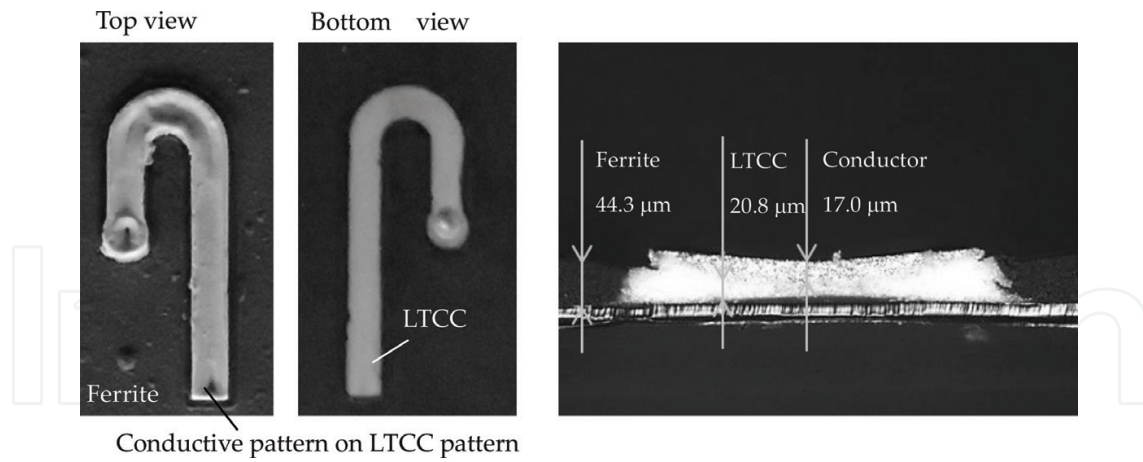 Top view
Bottom view
Ferrite
LTCC
Conductive pattern on LTCC pattern
Ferrite
44.3 μm
LTCC
20.8 μm
Conductor
17.0 μm